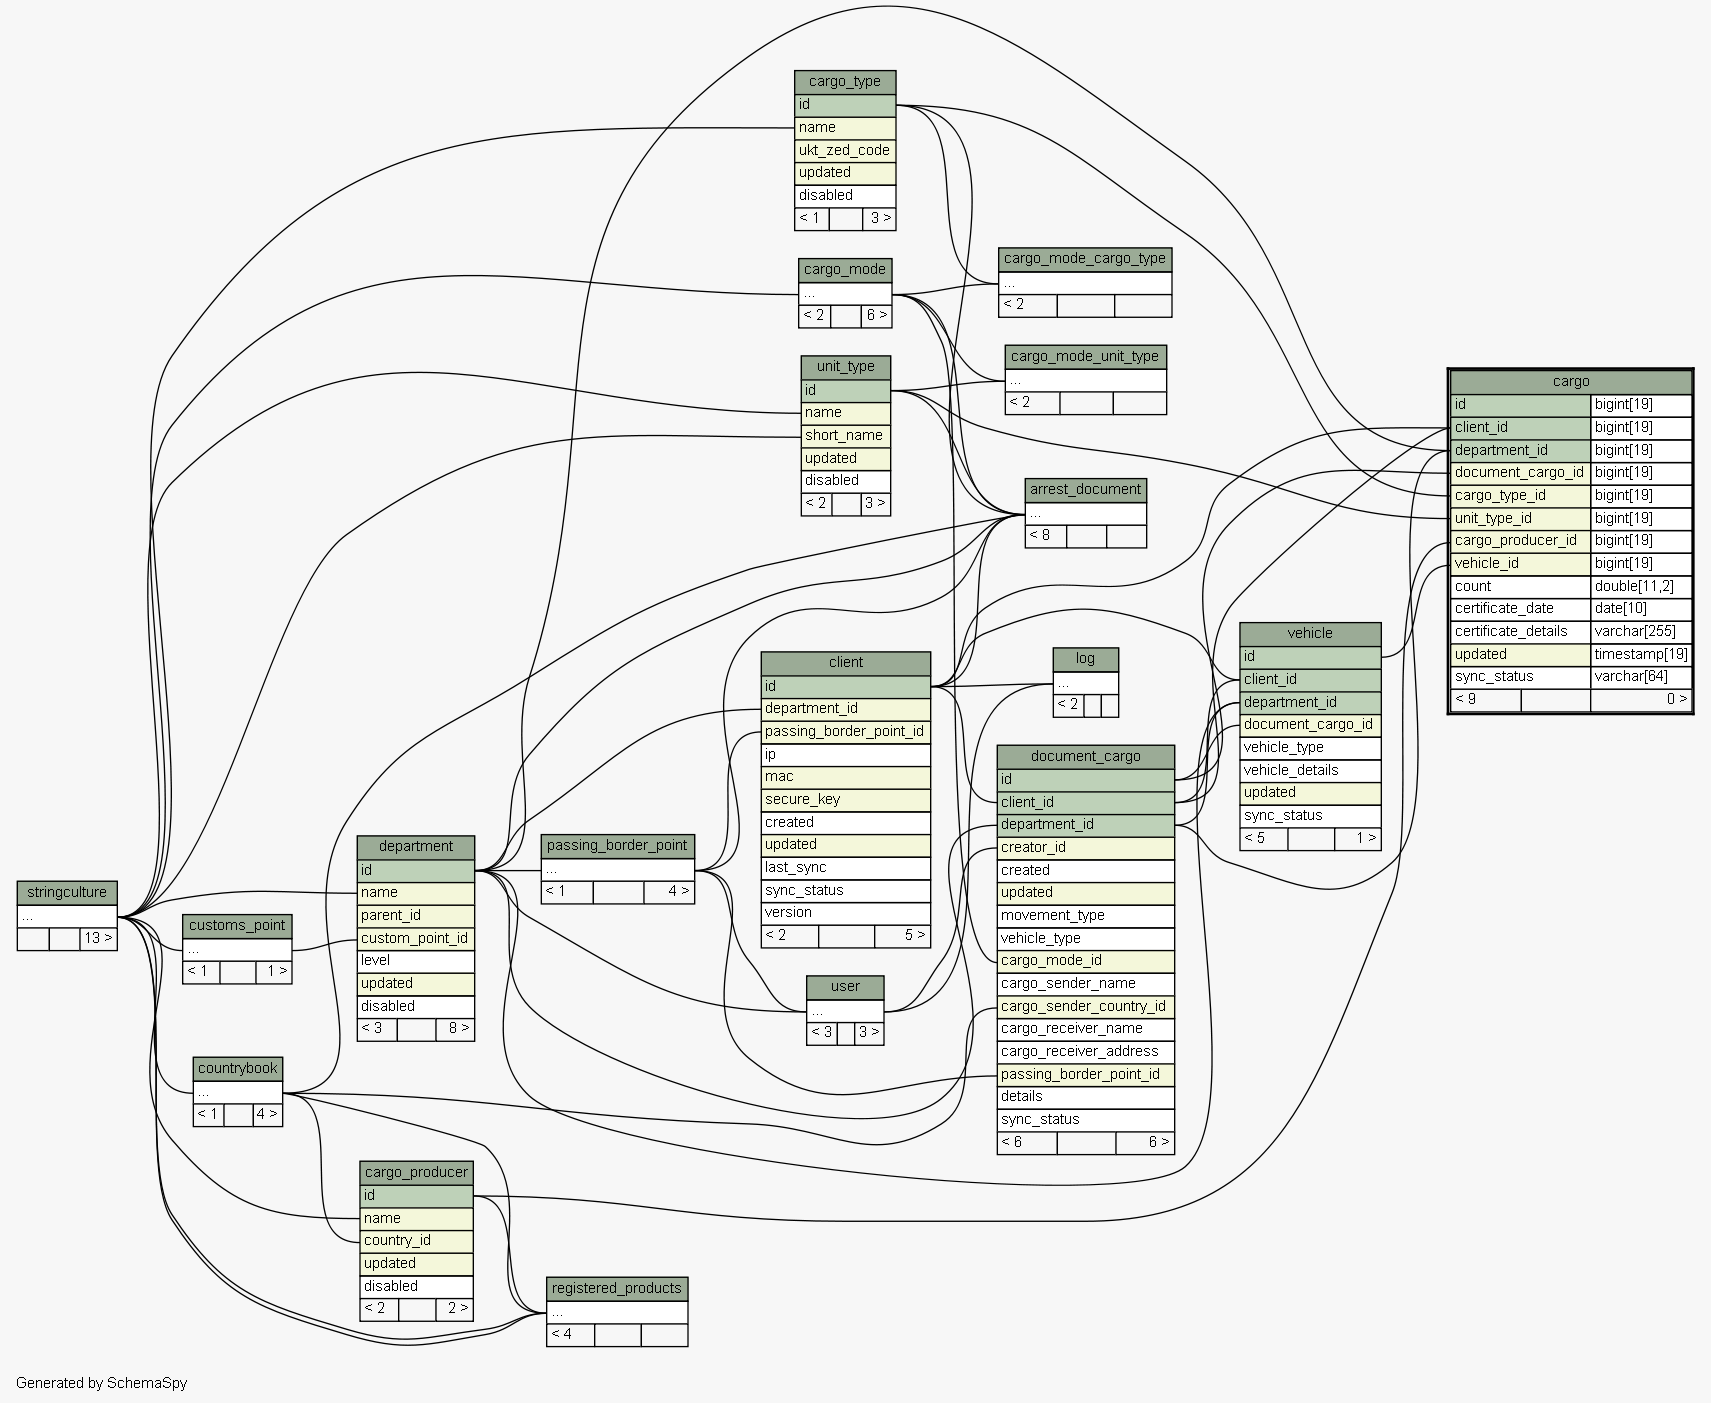 cargo_type
id
name
ukt_zed_code
updated
disabled
< 1 3 >
cargo_mode
...
< 2 6 >
cargo_mode_cargo_type
...
< 2
cargo_mode_unit_type
...
< 2
unit_type
id
name
short_name
updated
disabled
< 2 3 >
cargo
id bigint[19]
client_id bigint[19]
department_id bigint[19]
document_cargo_id bigint[19]
cargo_type_id bigint[19]
unit_type_id bigint[19]
cargo_producer_id bigint[19]
vehicle_id bigint[19]
count double[11,2]
certificate_date date[10]
certificate_details varchar[255]
updated timestamp[19]
sync_status varchar[64]
< 9 0 >
arrest_document
...
< 8
vehicle
id
client_id
department_id
document_cargo_id
vehicle_type
vehicle_details
updated
sync_status
< 5 1 >
client
id
department_id
passing_border_point_id
ip
mac
secure_key
created
updated
last_sync
sync_status
version
< 2 5 >
log
...
< 2
document_cargo
id
client_id
department_id
creator_id
created
updated
movement_type
vehicle_type
cargo_mode_id
cargo_sender_name
cargo_sender_country_id
cargo_receiver_name
cargo_receiver_address
passing_border_point_id
details
sync_status
< 6 6 >
department
id
name
parent_id
custom_point_id
level
updated
disabled
< 3 8 >
passing_border_point
...
< 1 4 >
stringculture
...
13 >
customs_point
...
< 1 1 >
user
...
< 3 3 >
countrybook
...
< 1 4 >
cargo_producer
id
name
country_id
updated
disabled
< 2 2 >
registered_products
...
< 4
Generated by SchemaSpy